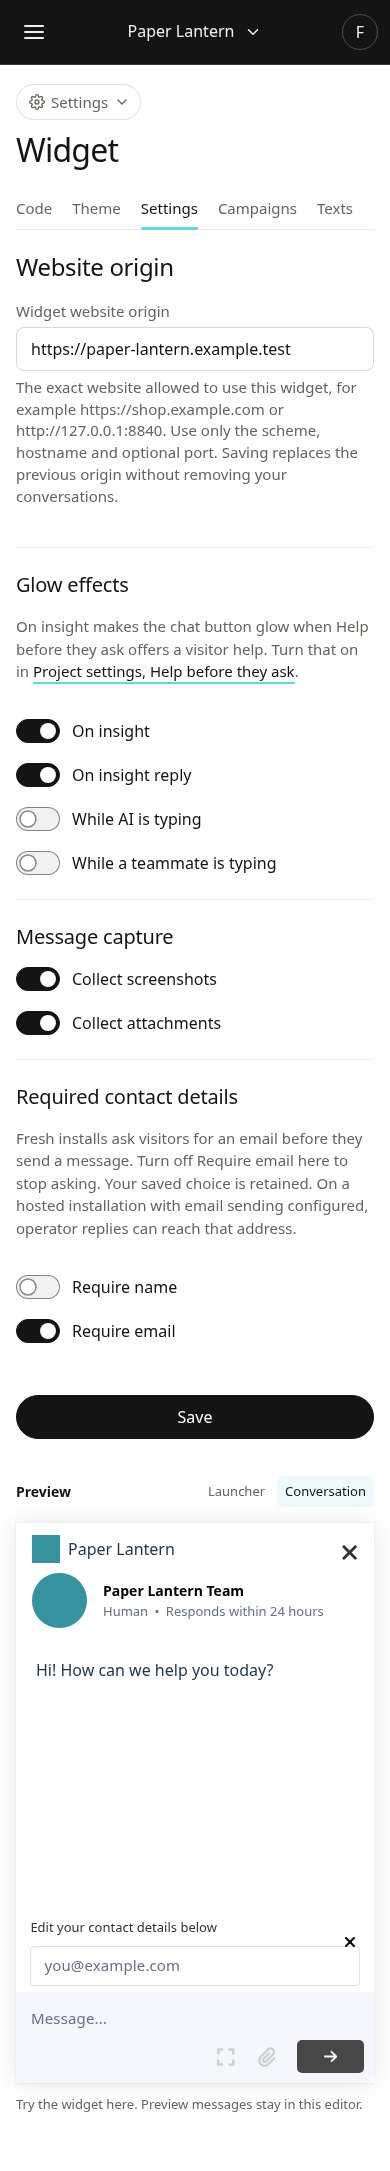 Paper Lantern
F
Settings
Widget
Code Theme Settings Campaigns Texts
Website origin
Widget website origin
https://paper-lantern.example.test
The exact website allowed to use this widget, for
example https://shop.example.com or
http://127.0.0.1:8840. Use only the scheme,
hostname and optional port. Saving replaces the
previous origin without removing your
conversations.
Glow effects
On insight makes the chat button glow when Help
before they ask offers a visitor help. Turn that on
in Project settings, Help before they ask.
On insight
On insight reply
While AI is typing
While a teammate is typing
Message capture
Collect screenshots
Collect attachments
Required contact details
Fresh installs ask visitors for an email before they
send a message. Turn off Require email here to
stop asking. Your saved choice is retained. On a
hosted installation with email sending configured,
operator replies can reach that address.
Require name
Require email
Save
Preview Launcher Conversation
Paper Lantern
Paper Lantern Team
Human • Responds within 24 hours
Hi! How can we help you today?
Edit your contact details below
you@example.com
Message...
Try the widget here. Preview messages stay in this editor.